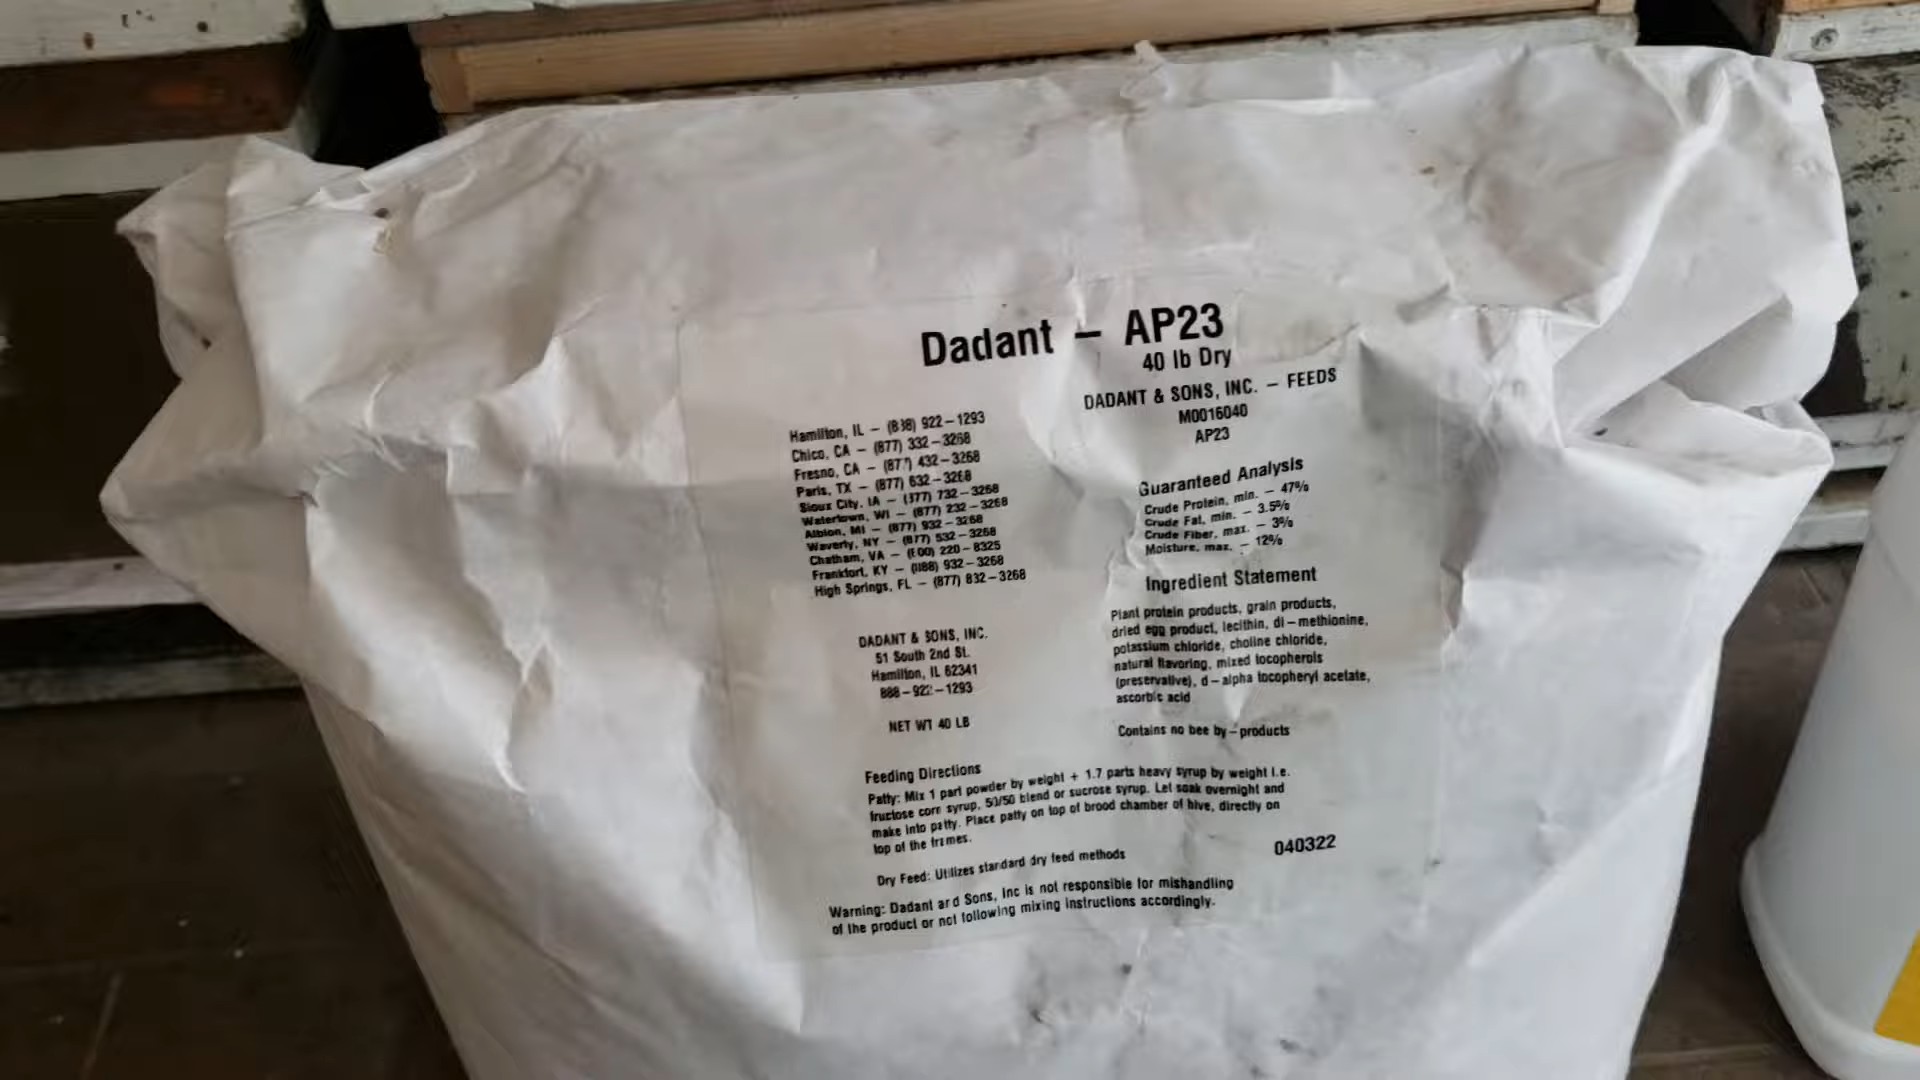 Dadant – AP23
40 lb Dry
DADANT & SONS, INC. – FEEDS
M0016040
AP23
Hamilton, IL – (888) 922–1293
Chico, CA – (877) 332–3268
Fresno, CA – (877) 432–3268
Paris, TX – (877) 632–3268
Sioux City, IA – (877) 732–3268
Watertown, WI – (877) 232–3268
Albion, MI – (877) 932–3268
Waverly, NY – (877) 532–3268
Chatham, VA – (800) 220–8325
Frankfort, KY – (888) 932–3268
High Springs, FL – (877) 832–3268
DADANT & SONS, INC.
51 South 2nd St.
Hamilton, IL 62341
888–922–1293
NET WT 40 LB
Guaranteed Analysis
Crude Protein, min. – 47%
Crude Fat, min. – 3.5%
Crude Fiber, max. – 3%
Moisture, max. – 12%
Ingredient Statement
Plant protein products, grain products,
dried egg product, lecithin, dl–methionine,
potassium chloride, choline chloride,
natural flavoring, mixed tocopherols
(preservative), d–alpha tocopheryl acetate,
ascorbic acid
Contains no bee by–products
Feeding Directions
Patty: Mix 1 part powder by weight + 1.7 parts heavy syrup by weight i.e.
fructose corn syrup, 50/50 blend or sucrose syrup. Let soak overnight and
make into patty. Place patty on top of brood chamber of hive, directly on
top of the frames.
Dry Feed: Utilizes standard dry feed methods
040322
Warning: Dadant and Sons, Inc is not responsible for mishandling
of the product or not following mixing instructions accordingly.